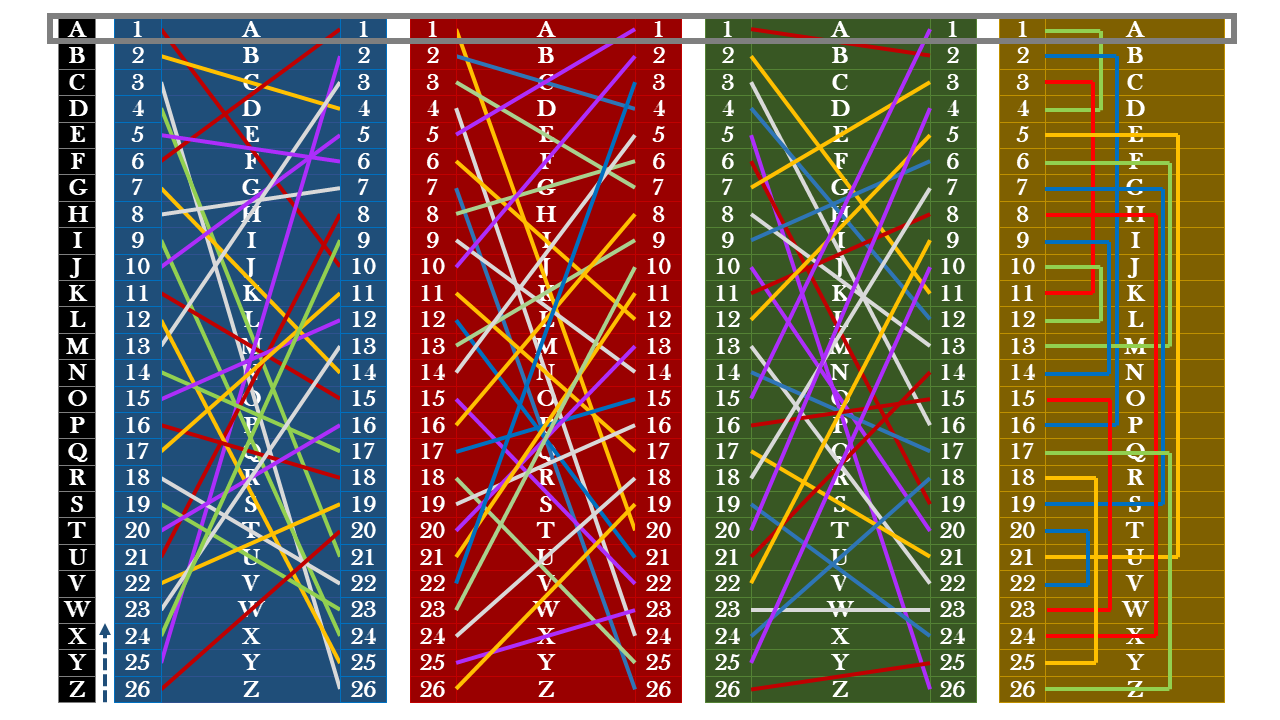 A 1 A 1 1 A 1 1 A 1 1 A
B 2 B 2 2 B 2 2 B 2 2 B
C 3 C 3 3 C 3 3 C 3 3 C
D 4 D 4 4 D 4 4 D 4 4 D
E 5 E 5 5 E 5 5 E 5 5 E
F 6 F 6 6 F 6 6 F 6 6 F
G 7 G 7 7 G 7 7 G 7 7 G
H 8 H 8 8 H 8 8 H 8 8 H
I 9 I 9 9 I 9 9 I 9 9 I
J 10 J 10 10 J 10 10 J 10 10 J
K 11 K 11 11 K 11 11 K 11 11 K
L 12 L 12 12 L 12 12 L 12 12 L
M 13 M 13 13 M 13 13 M 13 13 M
N 14 N 14 14 N 14 14 N 14 14 N
O 15 O 15 15 O 15 15 O 15 15 O
P 16 P 16 16 P 16 16 P 16 16 P
Q 17 Q 17 17 Q 17 17 Q 17 17 Q
R 18 R 18 18 R 18 18 R 18 18 R
S 19 S 19 19 S 19 19 S 19 19 S
T 20 T 20 20 T 20 20 T 20 20 T
U 21 U 21 21 U 21 21 U 21 21 U
V 22 V 22 22 V 22 22 V 22 22 V
W 23 W 23 23 W 23 23 W 23 23 W
X 24 X 24 24 X 24 24 X 24 24 X
Y 25 Y 25 25 Y 25 25 Y 25 25 Y
Z 26 Z 26 26 Z 26 26 Z 26 26 Z